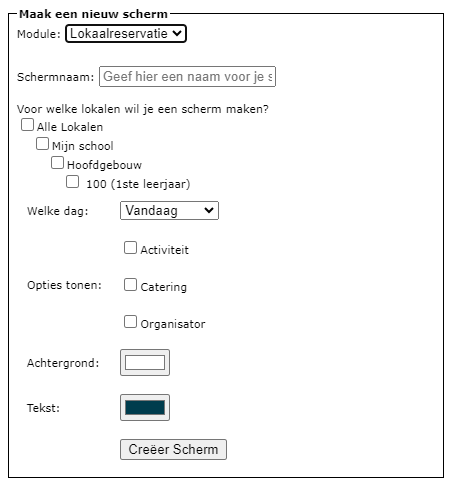 Maak een nieuw scherm
Module: Lokaalreservatie
Schermnaam: Geef hier een naam voor je s
Voor welke lokalen wil je een scherm maken?
Alle Lokalen
Mijn school
Hoofdgebouw
100 (1ste leerjaar)
Welke dag: Vandaag
Activiteit
Opties tonen: Catering
Organisator
Achtergrond:
Tekst:
Creëer Scherm